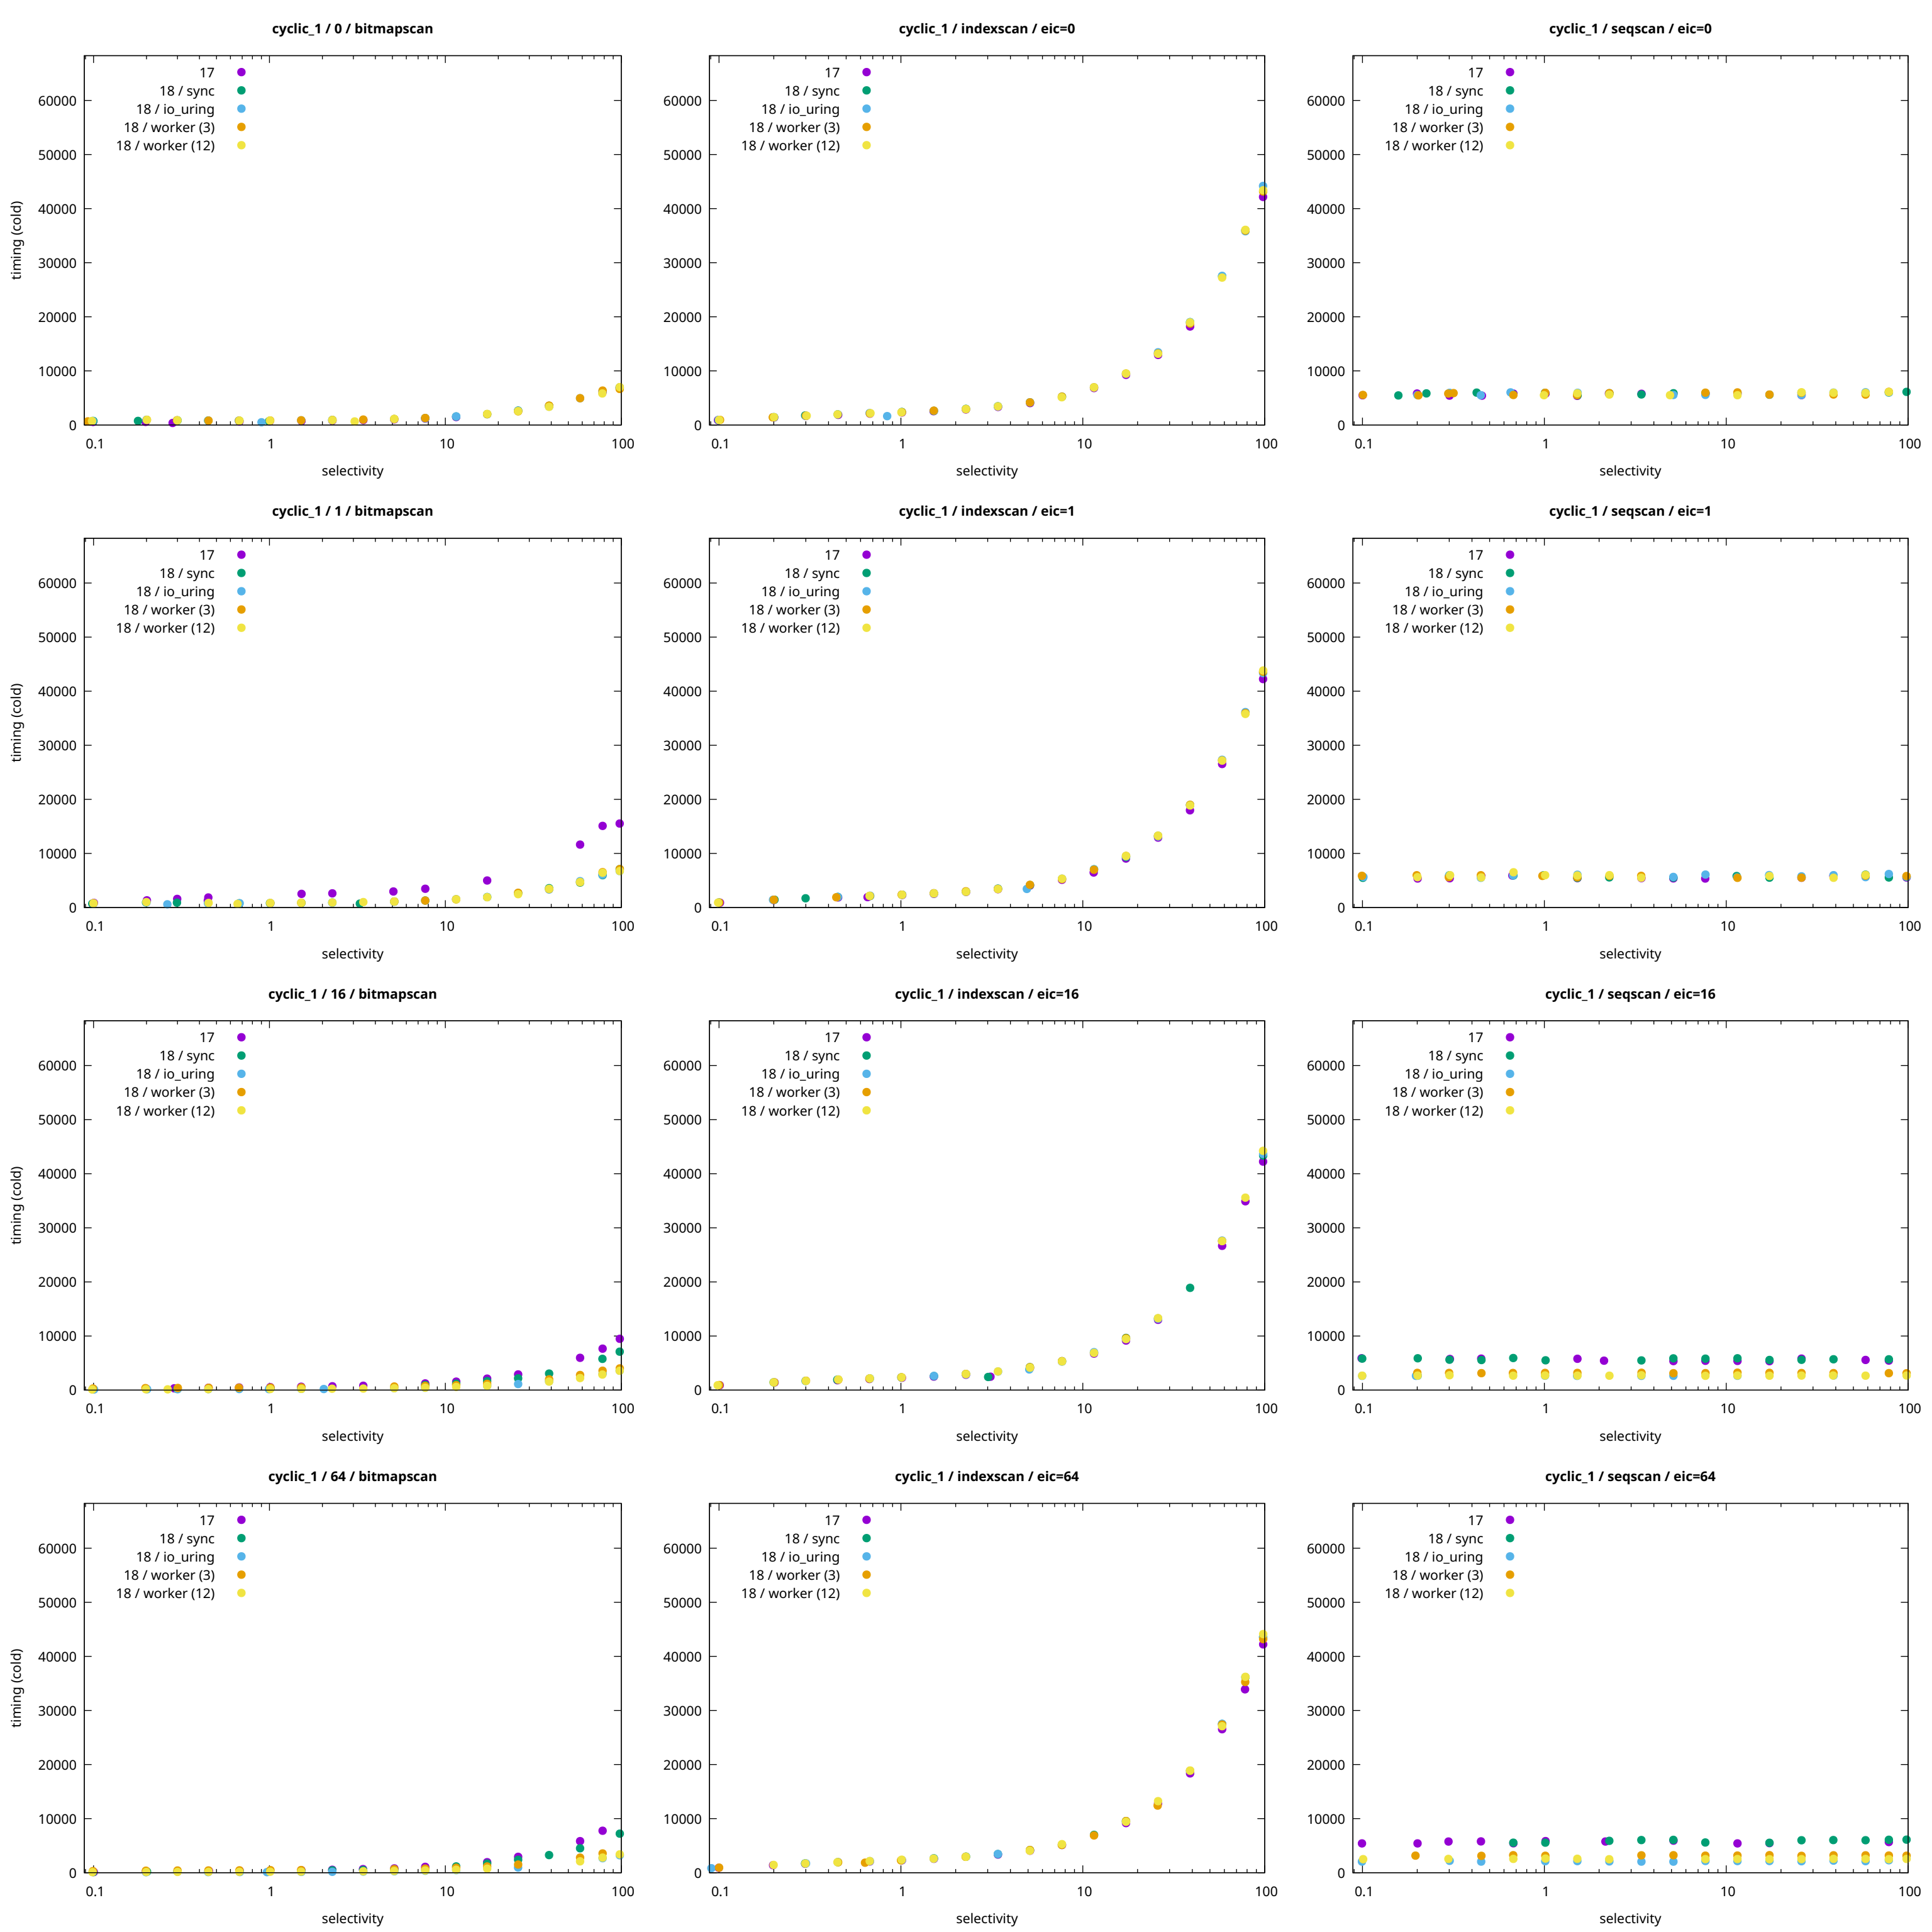 cyclic_1 / 0 / bitmapscan
17
18 / sync
18 / io_uring
18 / worker (3)
18 / worker (12)
60000
50000
40000
30000
20000
10000
0
timing (cold)
0.1 1 10 100
selectivity
cyclic_1 / indexscan / eic=0
17
18 / sync
18 / io_uring
18 / worker (3)
18 / worker (12)
60000
50000
40000
30000
20000
10000
0
0.1 1 10 100
selectivity
cyclic_1 / seqscan / eic=0
17
18 / sync
18 / io_uring
18 / worker (3)
18 / worker (12)
60000
50000
40000
30000
20000
10000
0
0.1 1 10 100
selectivity
cyclic_1 / 1 / bitmapscan
17
18 / sync
18 / io_uring
18 / worker (3)
18 / worker (12)
60000
50000
40000
30000
20000
10000
0
timing (cold)
0.1 1 10 100
selectivity
cyclic_1 / indexscan / eic=1
17
18 / sync
18 / io_uring
18 / worker (3)
18 / worker (12)
60000
50000
40000
30000
20000
10000
0
0.1 1 10 100
selectivity
cyclic_1 / seqscan / eic=1
17
18 / sync
18 / io_uring
18 / worker (3)
18 / worker (12)
60000
50000
40000
30000
20000
10000
0
0.1 1 10 100
selectivity
cyclic_1 / 16 / bitmapscan
17
18 / sync
18 / io_uring
18 / worker (3)
18 / worker (12)
60000
50000
40000
30000
20000
10000
0
timing (cold)
0.1 1 10 100
selectivity
cyclic_1 / indexscan / eic=16
17
18 / sync
18 / io_uring
18 / worker (3)
18 / worker (12)
60000
50000
40000
30000
20000
10000
0
0.1 1 10 100
selectivity
cyclic_1 / seqscan / eic=16
17
18 / sync
18 / io_uring
18 / worker (3)
18 / worker (12)
60000
50000
40000
30000
20000
10000
0
0.1 1 10 100
selectivity
cyclic_1 / 64 / bitmapscan
17
18 / sync
18 / io_uring
18 / worker (3)
18 / worker (12)
60000
50000
40000
30000
20000
10000
0
timing (cold)
0.1 1 10 100
selectivity
cyclic_1 / indexscan / eic=64
17
18 / sync
18 / io_uring
18 / worker (3)
18 / worker (12)
60000
50000
40000
30000
20000
10000
0
0.1 1 10 100
selectivity
cyclic_1 / seqscan / eic=64
17
18 / sync
18 / io_uring
18 / worker (3)
18 / worker (12)
60000
50000
40000
30000
20000
10000
0
0.1 1 10 100
selectivity